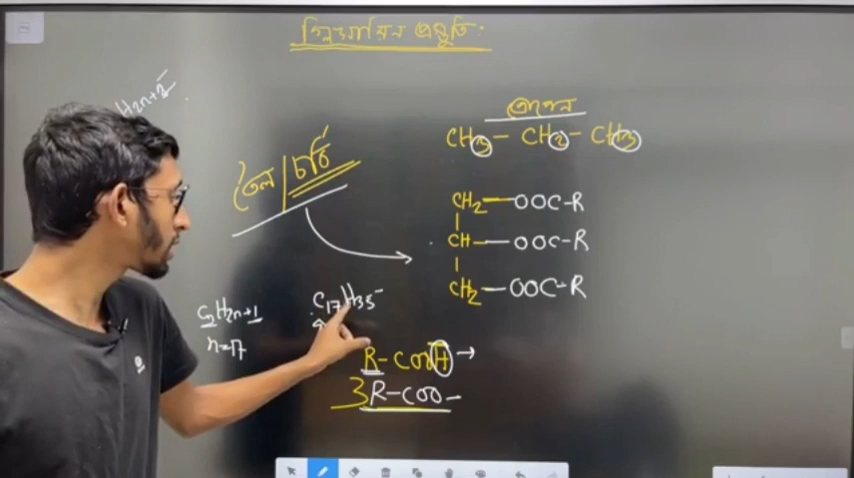 গ্লিসারিন প্রস্তুতি:
H2n+2
প্রোপেন
CH3 - CH2 - CH3
তেল | চর্বি
CH2 — OOC-R
CH — OOC-R
CH2 — OOC-R
CnH2n+1
n=17
C17H35-
R-COOH →
3R-COO-